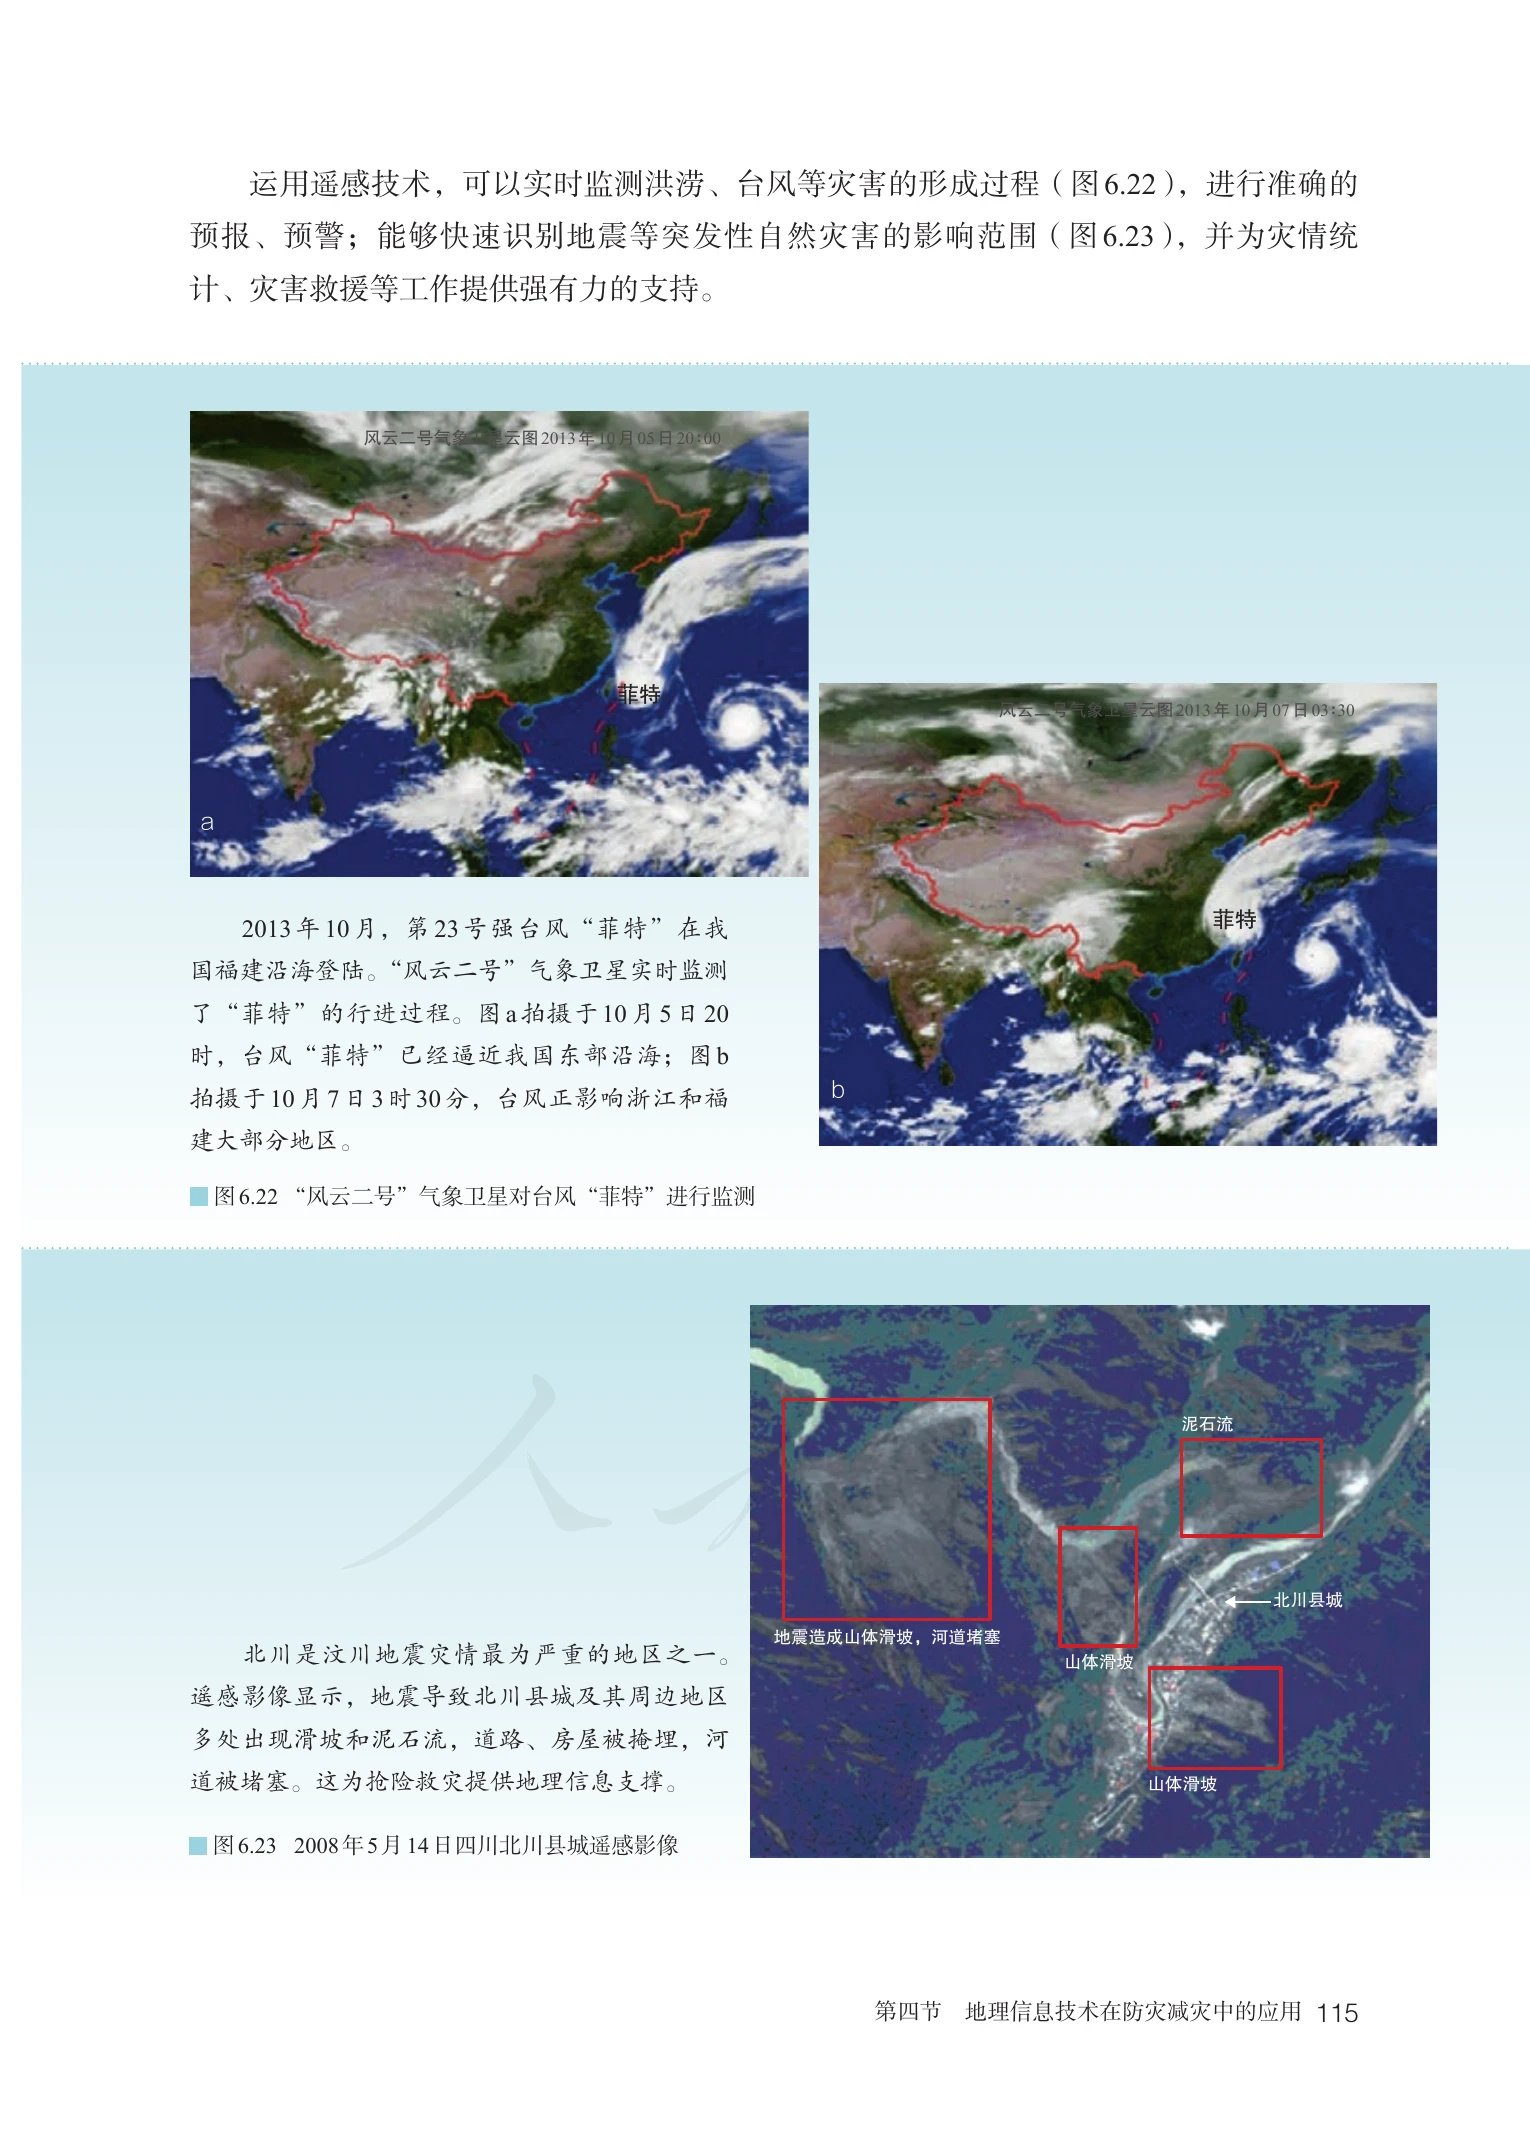 运用遥感技术，可以实时监测洪涝、台风等灾害的形成过程（图6.22），进行准确的
预报、预警；能够快速识别地震等突发性自然灾害的影响范围（图6.23），并为灾情统
计、灾害救援等工作提供强有力的支持。
风云二号气象卫星云图2013年10月05日20:00
菲特
a
风云二号气象卫星云图2013年10月07日03:30
菲特
b
2013年10月，第23号强台风“菲特”在我
国福建沿海登陆。“风云二号”气象卫星实时监测
了“菲特”的行进过程。图a拍摄于10月5日20
时，台风“菲特”已经逼近我国东部沿海；图b
拍摄于10月7日3时30分，台风正影响浙江和福
建大部分地区。
图6.22 “风云二号”气象卫星对台风“菲特”进行监测
泥石流
北川县城
地震造成山体滑坡，河道堵塞
山体滑坡
山体滑坡
北川是汶川地震灾情最为严重的地区之一。
遥感影像显示，地震导致北川县城及其周边地区
多处出现滑坡和泥石流，道路、房屋被掩埋，河
道被堵塞。这为抢险救灾提供地理信息支撑。
图6.23 2008年5月14日四川北川县城遥感影像
第四节 地理信息技术在防灾减灾中的应用 115